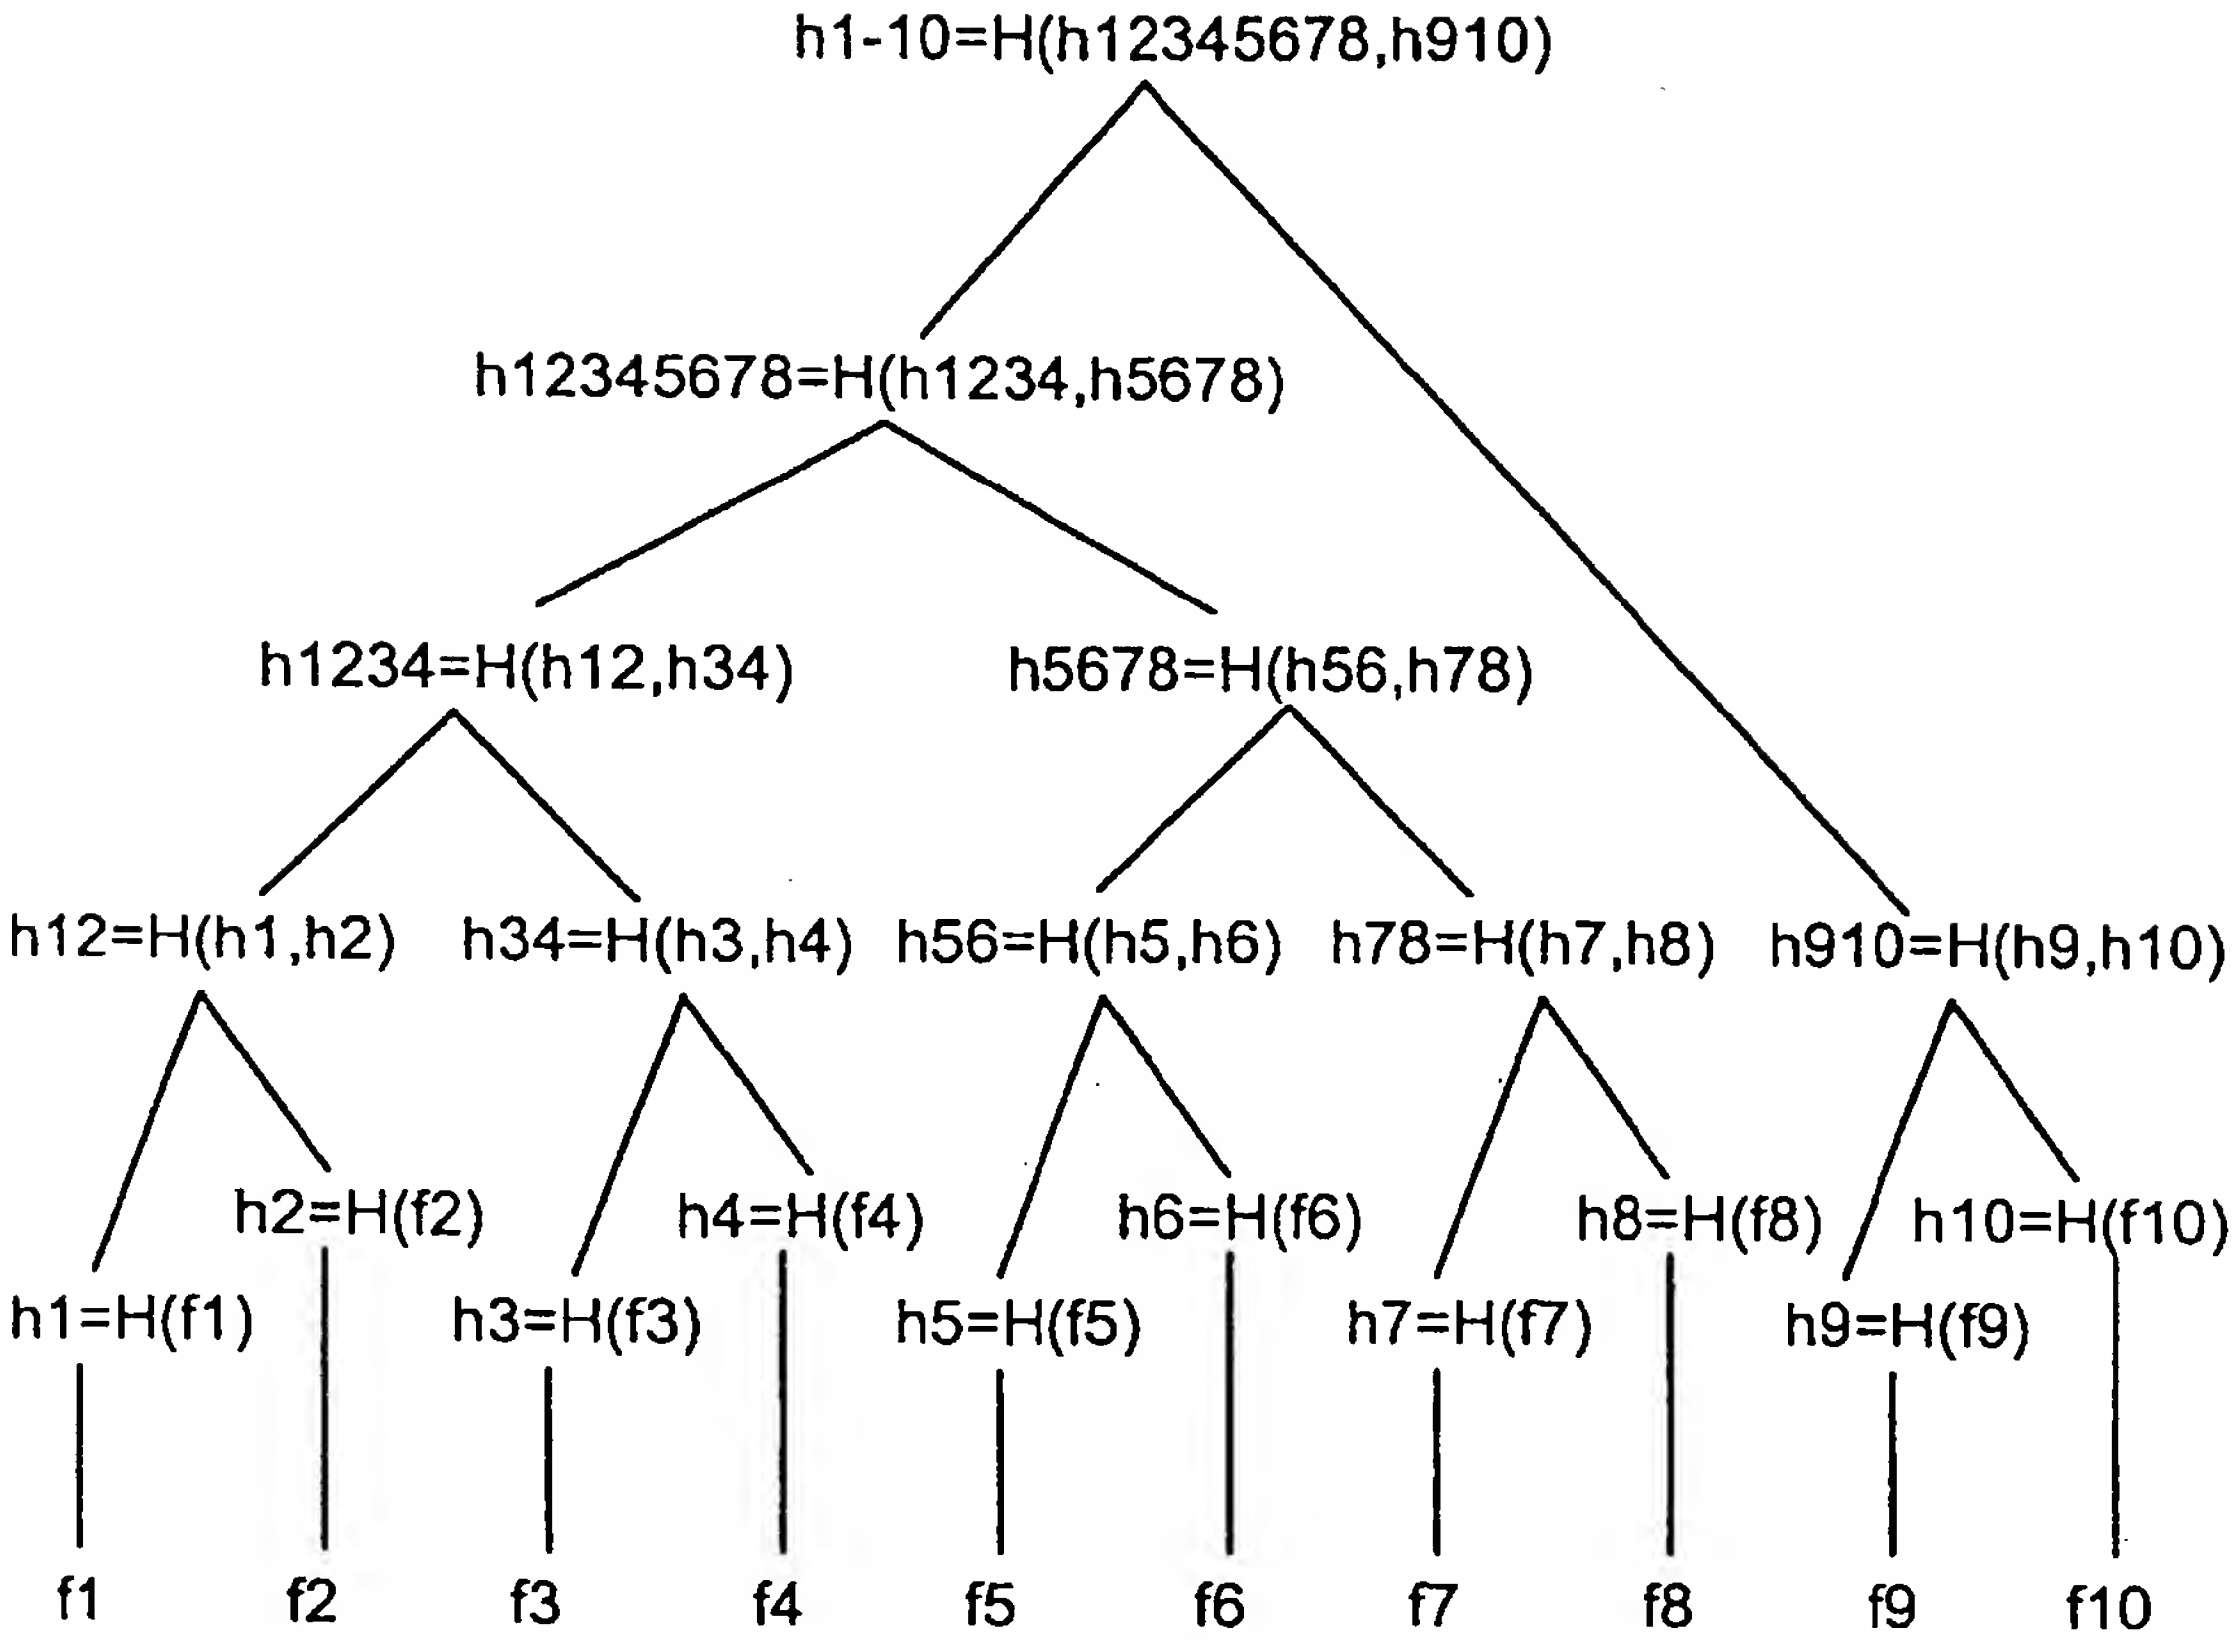 h1-10=H(h12345678,h910)
h12345678=H(h1234,h5678)
h1234=H(h12,h34) h5678=H(h56,h78)
h12=H(h1,h2) h34=H(h3,h4) h56=H(h5,h6) h78=H(h7,h8) h910=H(h9,h10)
h2=H(f2) h4=H(f4) h6=H(f6) h8=H(f8) h10=H(f10)
h1=H(f1) h3=H(f3) h5=H(f5) h7=H(f7) h9=H(f9)
f1 f2 f3 f4 f5 f6 f7 f8 f9 f10